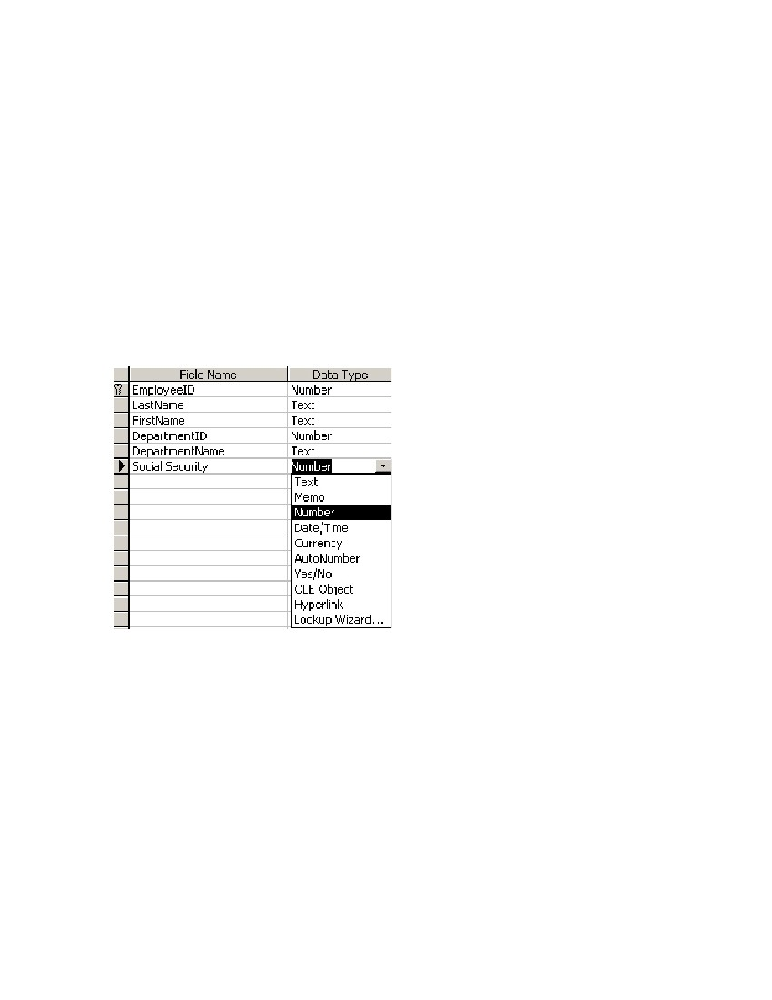 Field Name Data Type
EmployeeID Number
LastName Text
FirstName Text
DepartmentID Number
DepartmentName Text
Social Security Number
Text
Memo
Number
Date/Time
Currency
AutoNumber
Yes/No
OLE Object
Hyperlink
Lookup Wizard...